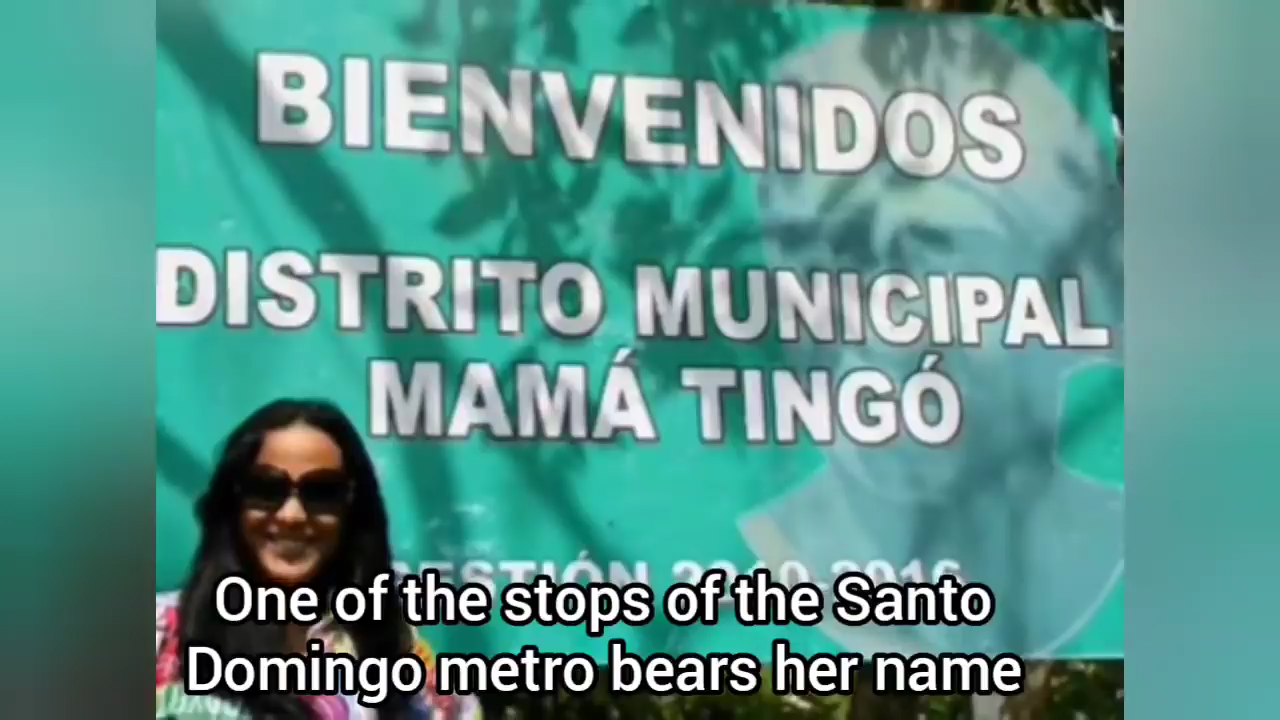 BIENVENIDOS
DISTRITO MUNICIPAL
MAMÁ TINGÓ
One of the stops of the Santo
Domingo metro bears her name